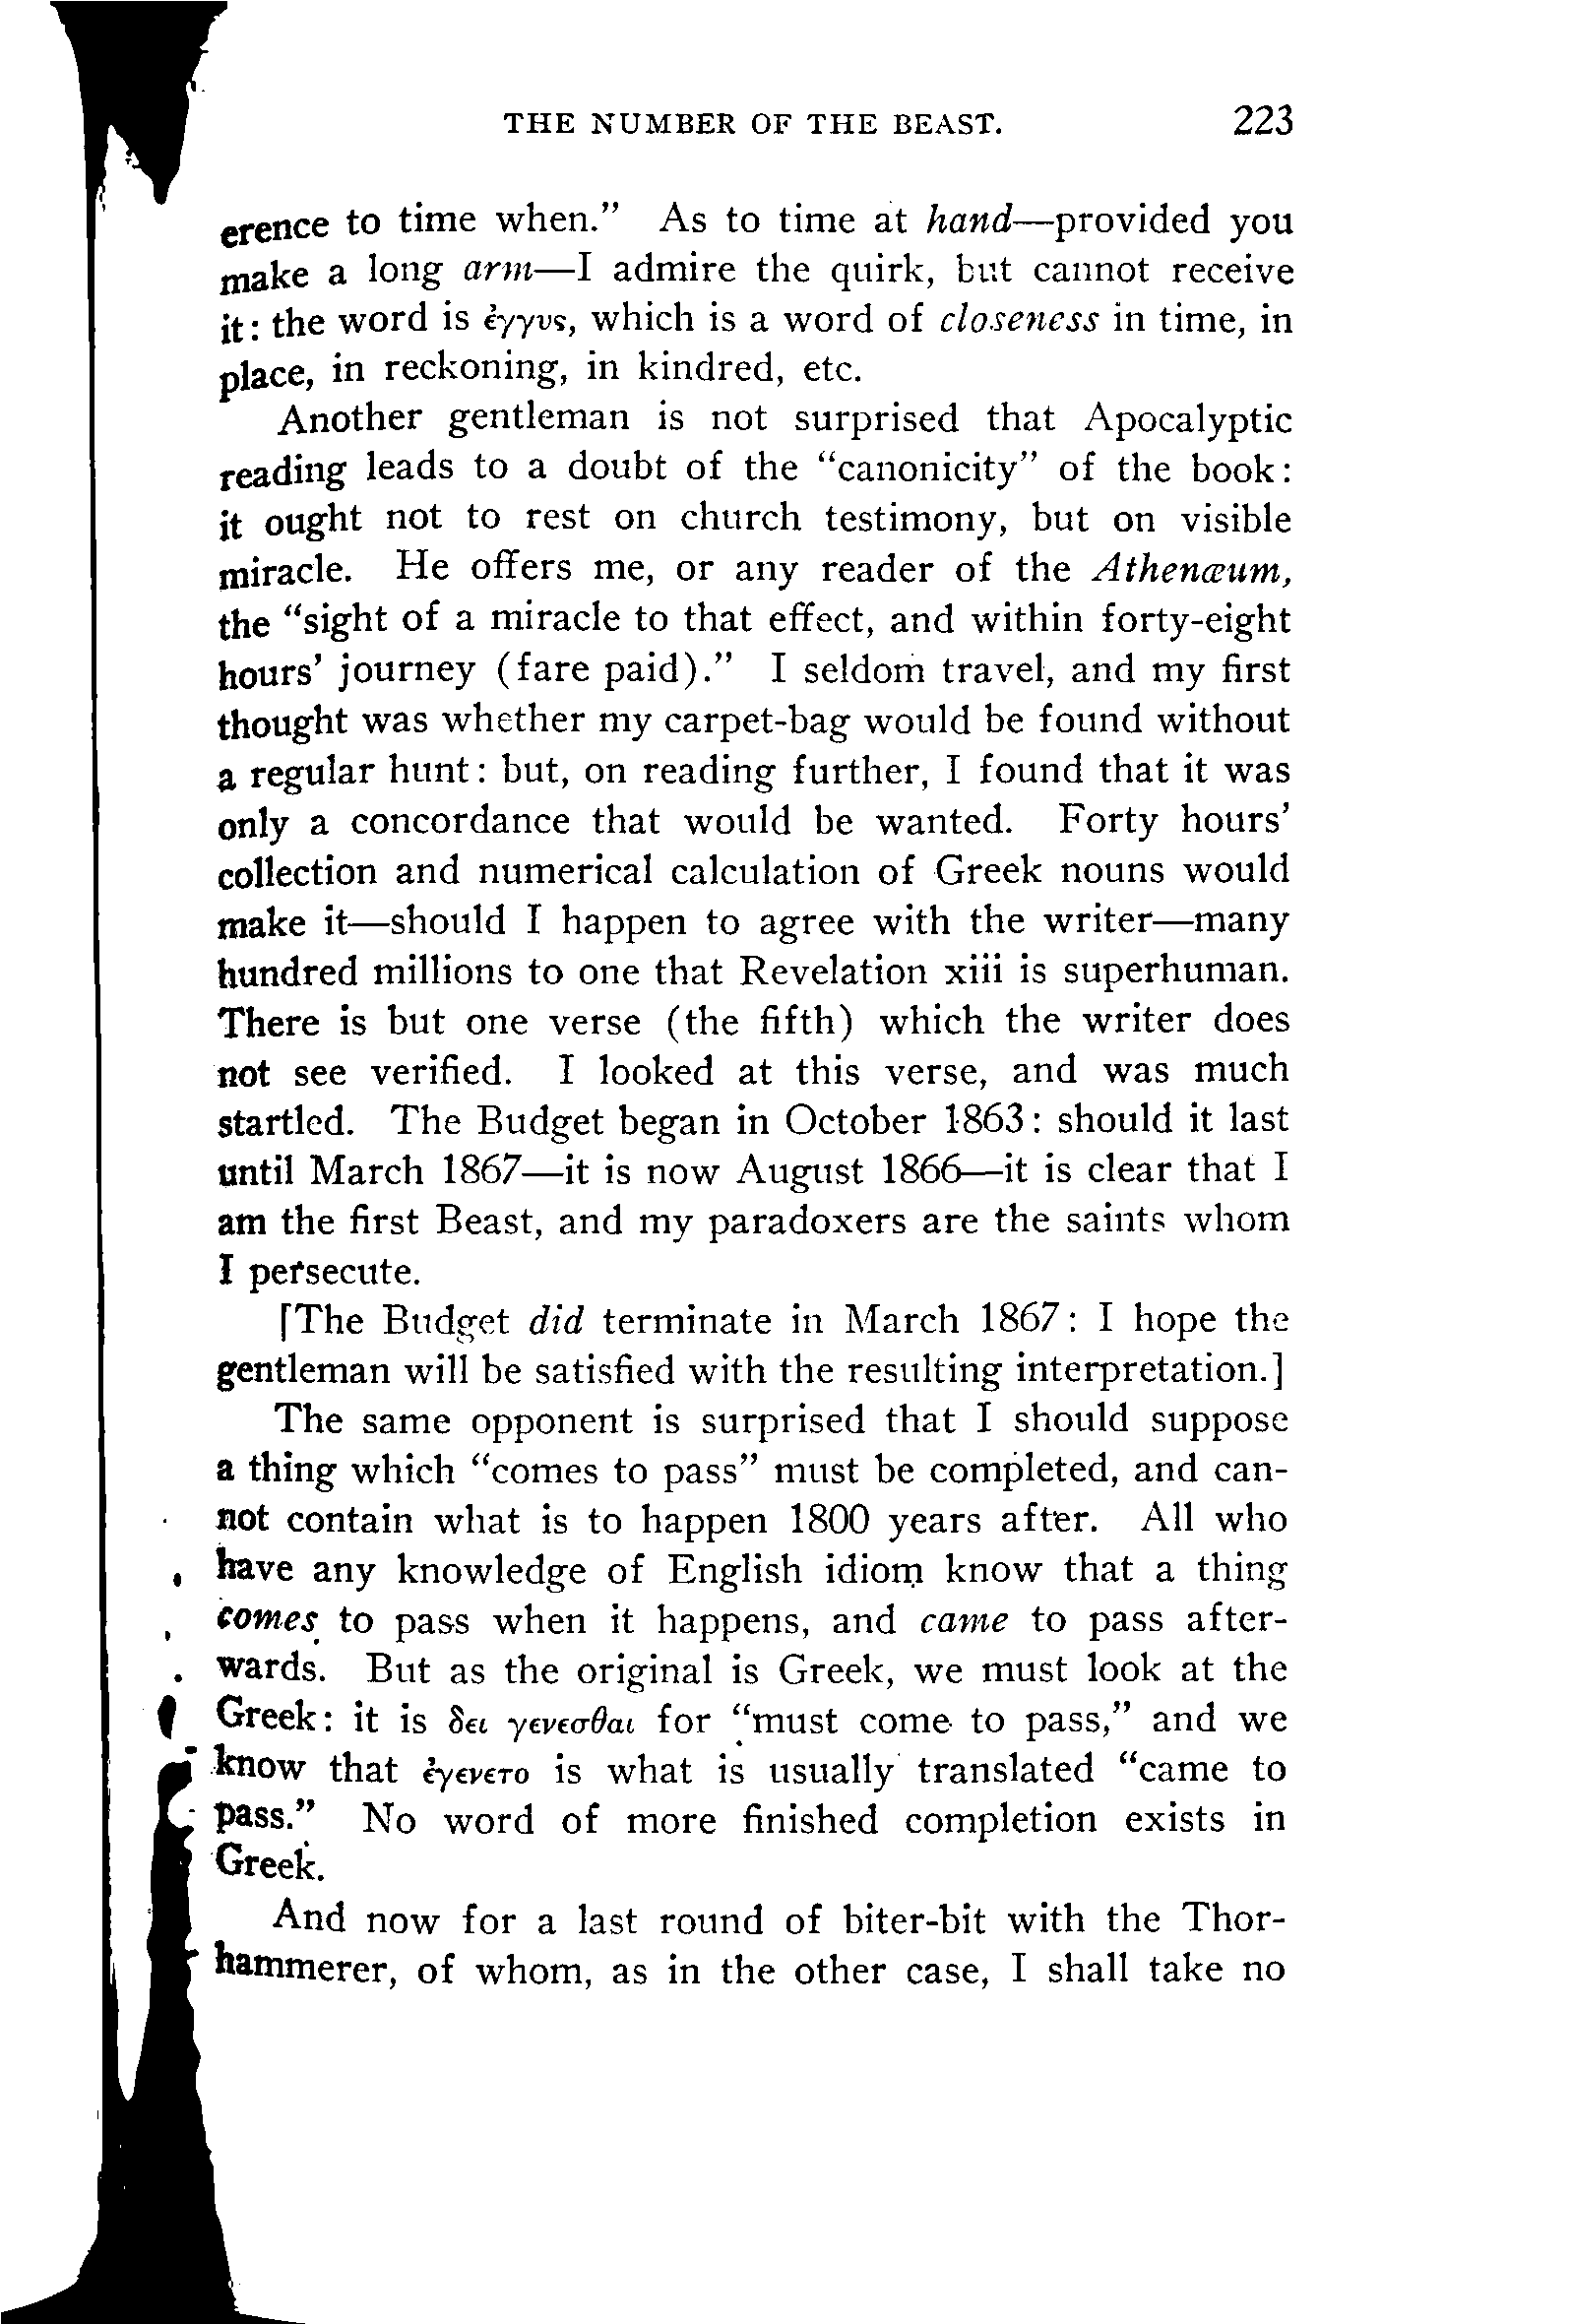 THE NUMBER OF THE BEAST. 223
erence to time when.” As to time at hand—provided you
make a long arm—I admire the quirk, but cannot receive
it: the word is ἐγγυς, which is a word of closeness in time, in
place, in reckoning, in kindred, etc.
Another gentleman is not surprised that Apocalyptic
reading leads to a doubt of the “canonicity” of the book:
it ought not to rest on church testimony, but on visible
miracle. He offers me, or any reader of the Athenæum,
the “sight of a miracle to that effect, and within forty-eight
hours’ journey (fare paid).” I seldom travel, and my first
thought was whether my carpet-bag would be found without
a regular hunt: but, on reading further, I found that it was
only a concordance that would be wanted. Forty hours’
collection and numerical calculation of Greek nouns would
make it—should I happen to agree with the writer—many
hundred millions to one that Revelation xiii is superhuman.
There is but one verse (the fifth) which the writer does
not see verified. I looked at this verse, and was much
startled. The Budget began in October 1863: should it last
until March 1867—it is now August 1866—it is clear that I
am the first Beast, and my paradoxers are the saints whom
I persecute.
[The Budget did terminate in March 1867: I hope the
gentleman will be satisfied with the resulting interpretation.]
The same opponent is surprised that I should suppose
a thing which “comes to pass” must be completed, and can-
not contain what is to happen 1800 years after. All who
have any knowledge of English idiom know that a thing
comes to pass when it happens, and came to pass after-
wards. But as the original is Greek, we must look at the
Greek: it is δει γενεσθαι for “must come to pass,” and we
know that ἐγενετο is what is usually translated “came to
pass.” No word of more finished completion exists in
Greek.
And now for a last round of biter-bit with the Thor-
hammerer, of whom, as in the other case, I shall take no